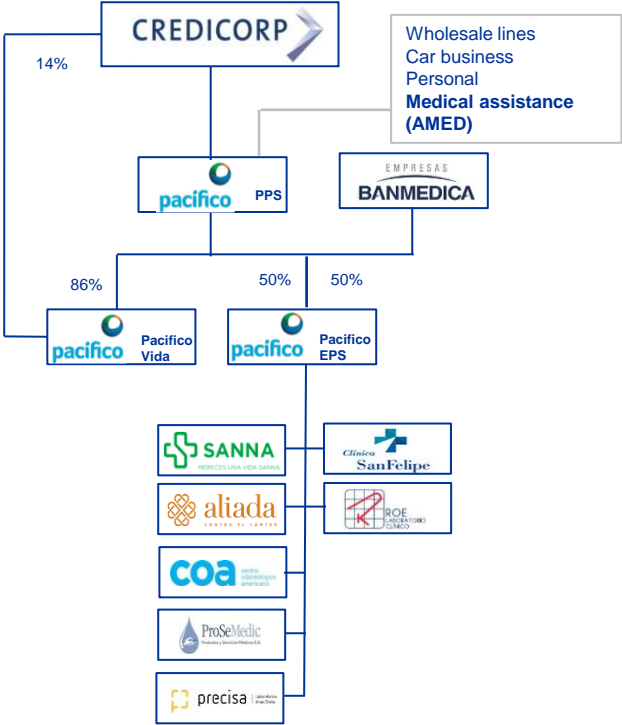 CREDICORP
14%
Wholesale lines
Car business
Personal
Medical assistance
(AMED)
pacifico PPS
EMPRESAS
BANMEDICA
86%
50% 50%
pacifico Pacifico
Vida
pacifico Pacifico
EPS
SANNA
MERECES UNA VIDA SANNA
Clínica
SanFelipe
aliada
CONTRA EL CÁNCER
ROE
LABORATORIO
CLÍNICO
coa centro
odontológico
americano
ProSeMedic
Productos y Servicios Médicos S.A.
precisa